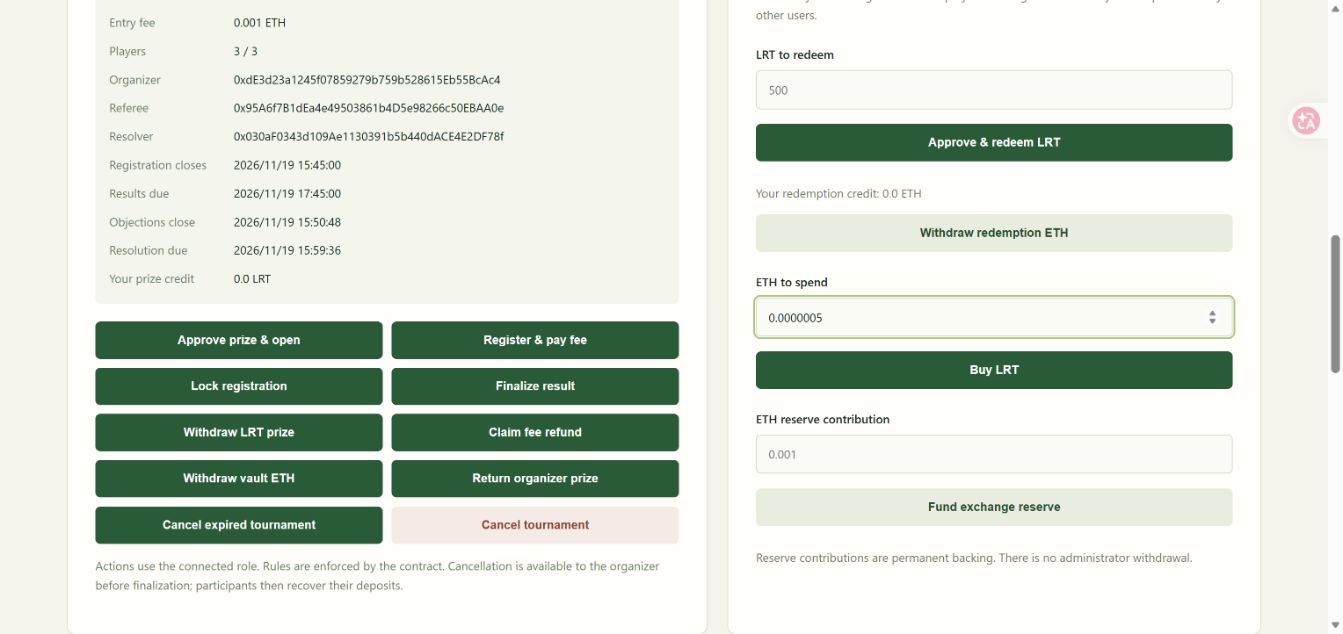 Entry fee 0.001 ETH
Players 3 / 3
Organizer 0xdE3d23a1245f07859279b759b528615Eb55BcAc4
Referee 0x95A6f7B1dEa4e49503861b4D5e98266c50EBAA0e
Resolver 0x030aF0343d109Ae1130391b5b440dACE4E2DF78f
Registration closes 2026/11/19 15:45:00
Results due 2026/11/19 17:45:00
Objections close 2026/11/19 15:50:48
Resolution due 2026/11/19 15:59:36
Your prize credit 0.0 LRT
Approve prize & open Register & pay fee
Lock registration Finalize result
Withdraw LRT prize Claim fee refund
Withdraw vault ETH Return organizer prize
Cancel expired tournament Cancel tournament
Actions use the connected role. Rules are enforced by the contract. Cancellation is available to the organizer
before finalization; participants then recover their deposits.
other users.
LRT to redeem
500
Approve & redeem LRT
Your redemption credit: 0.0 ETH
Withdraw redemption ETH
ETH to spend
0.0000005
Buy LRT
ETH reserve contribution
0.001
Fund exchange reserve
Reserve contributions are permanent backing. There is no administrator withdrawal.